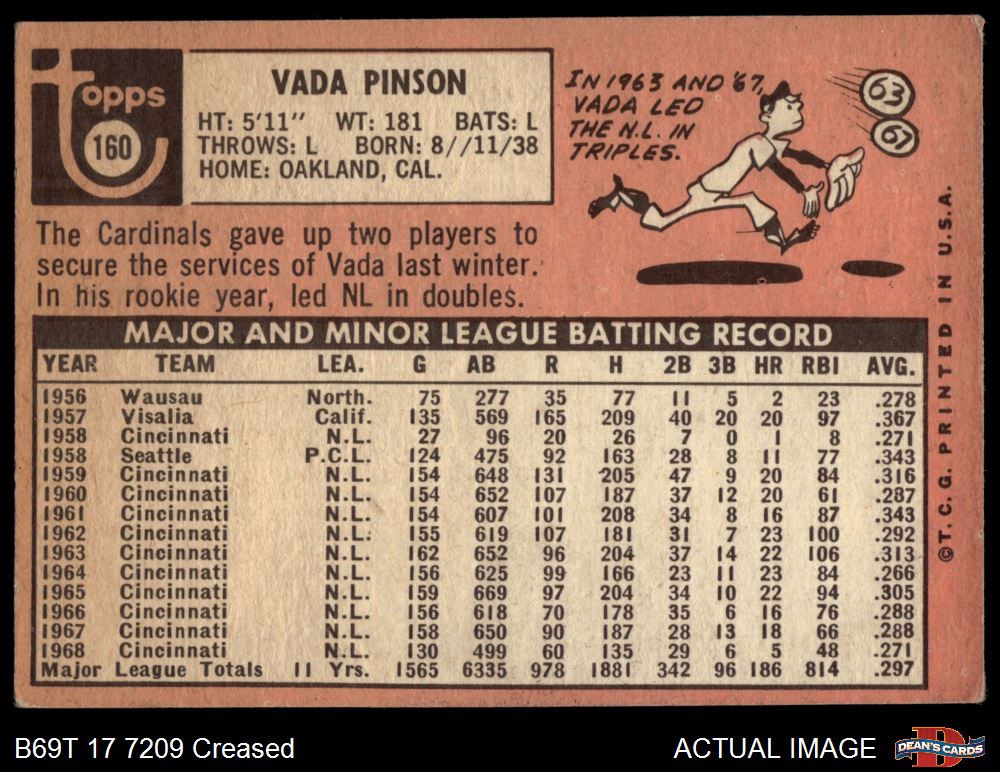 Topps
160
VADA PINSON
HT: 5'11" WT: 181 BATS: L
THROWS: L BORN: 8//11/38
HOME: OAKLAND, CAL.
IN 1963 AND '67,
VADA LED
THE N.L. IN
TRIPLES.
63
67
The Cardinals gave up two players to
secure the services of Vada last winter.
In his rookie year, led NL in doubles.
MAJOR AND MINOR LEAGUE BATTING RECORD
YEAR TEAM LEA. G AB R H 2B 3B HR RBI AVG.
1956 Wausau North. 75 277 35 77 11 5 2 23 .278
1957 Visalia Calif. 135 569 165 209 40 20 20 97 .367
1958 Cincinnati N.L. 27 96 20 26 7 0 1 8 .271
1958 Seattle P.C.L. 124 475 92 163 28 8 11 77 .343
1959 Cincinnati N.L. 154 648 131 205 47 9 20 84 .316
1960 Cincinnati N.L. 154 652 107 187 37 12 20 61 .287
1961 Cincinnati N.L. 154 607 101 208 34 8 16 87 .343
1962 Cincinnati N.L. 155 619 107 181 31 7 23 100 .292
1963 Cincinnati N.L. 162 652 96 204 37 14 22 106 .313
1964 Cincinnati N.L. 156 625 99 166 23 11 23 84 .266
1965 Cincinnati N.L. 159 669 97 204 34 10 22 94 .305
1966 Cincinnati N.L. 156 618 70 178 35 6 16 76 .288
1967 Cincinnati N.L. 158 650 90 187 28 13 18 66 .288
1968 Cincinnati N.L. 130 499 60 135 29 6 5 48 .271
Major League Totals 11 Yrs. 1565 6335 978 1881 342 96 186 814 .297
©T. C. G. PRINTED IN U.S.A.
B69T 17 7209 Creased
ACTUAL IMAGE
DEAN'S CARDS